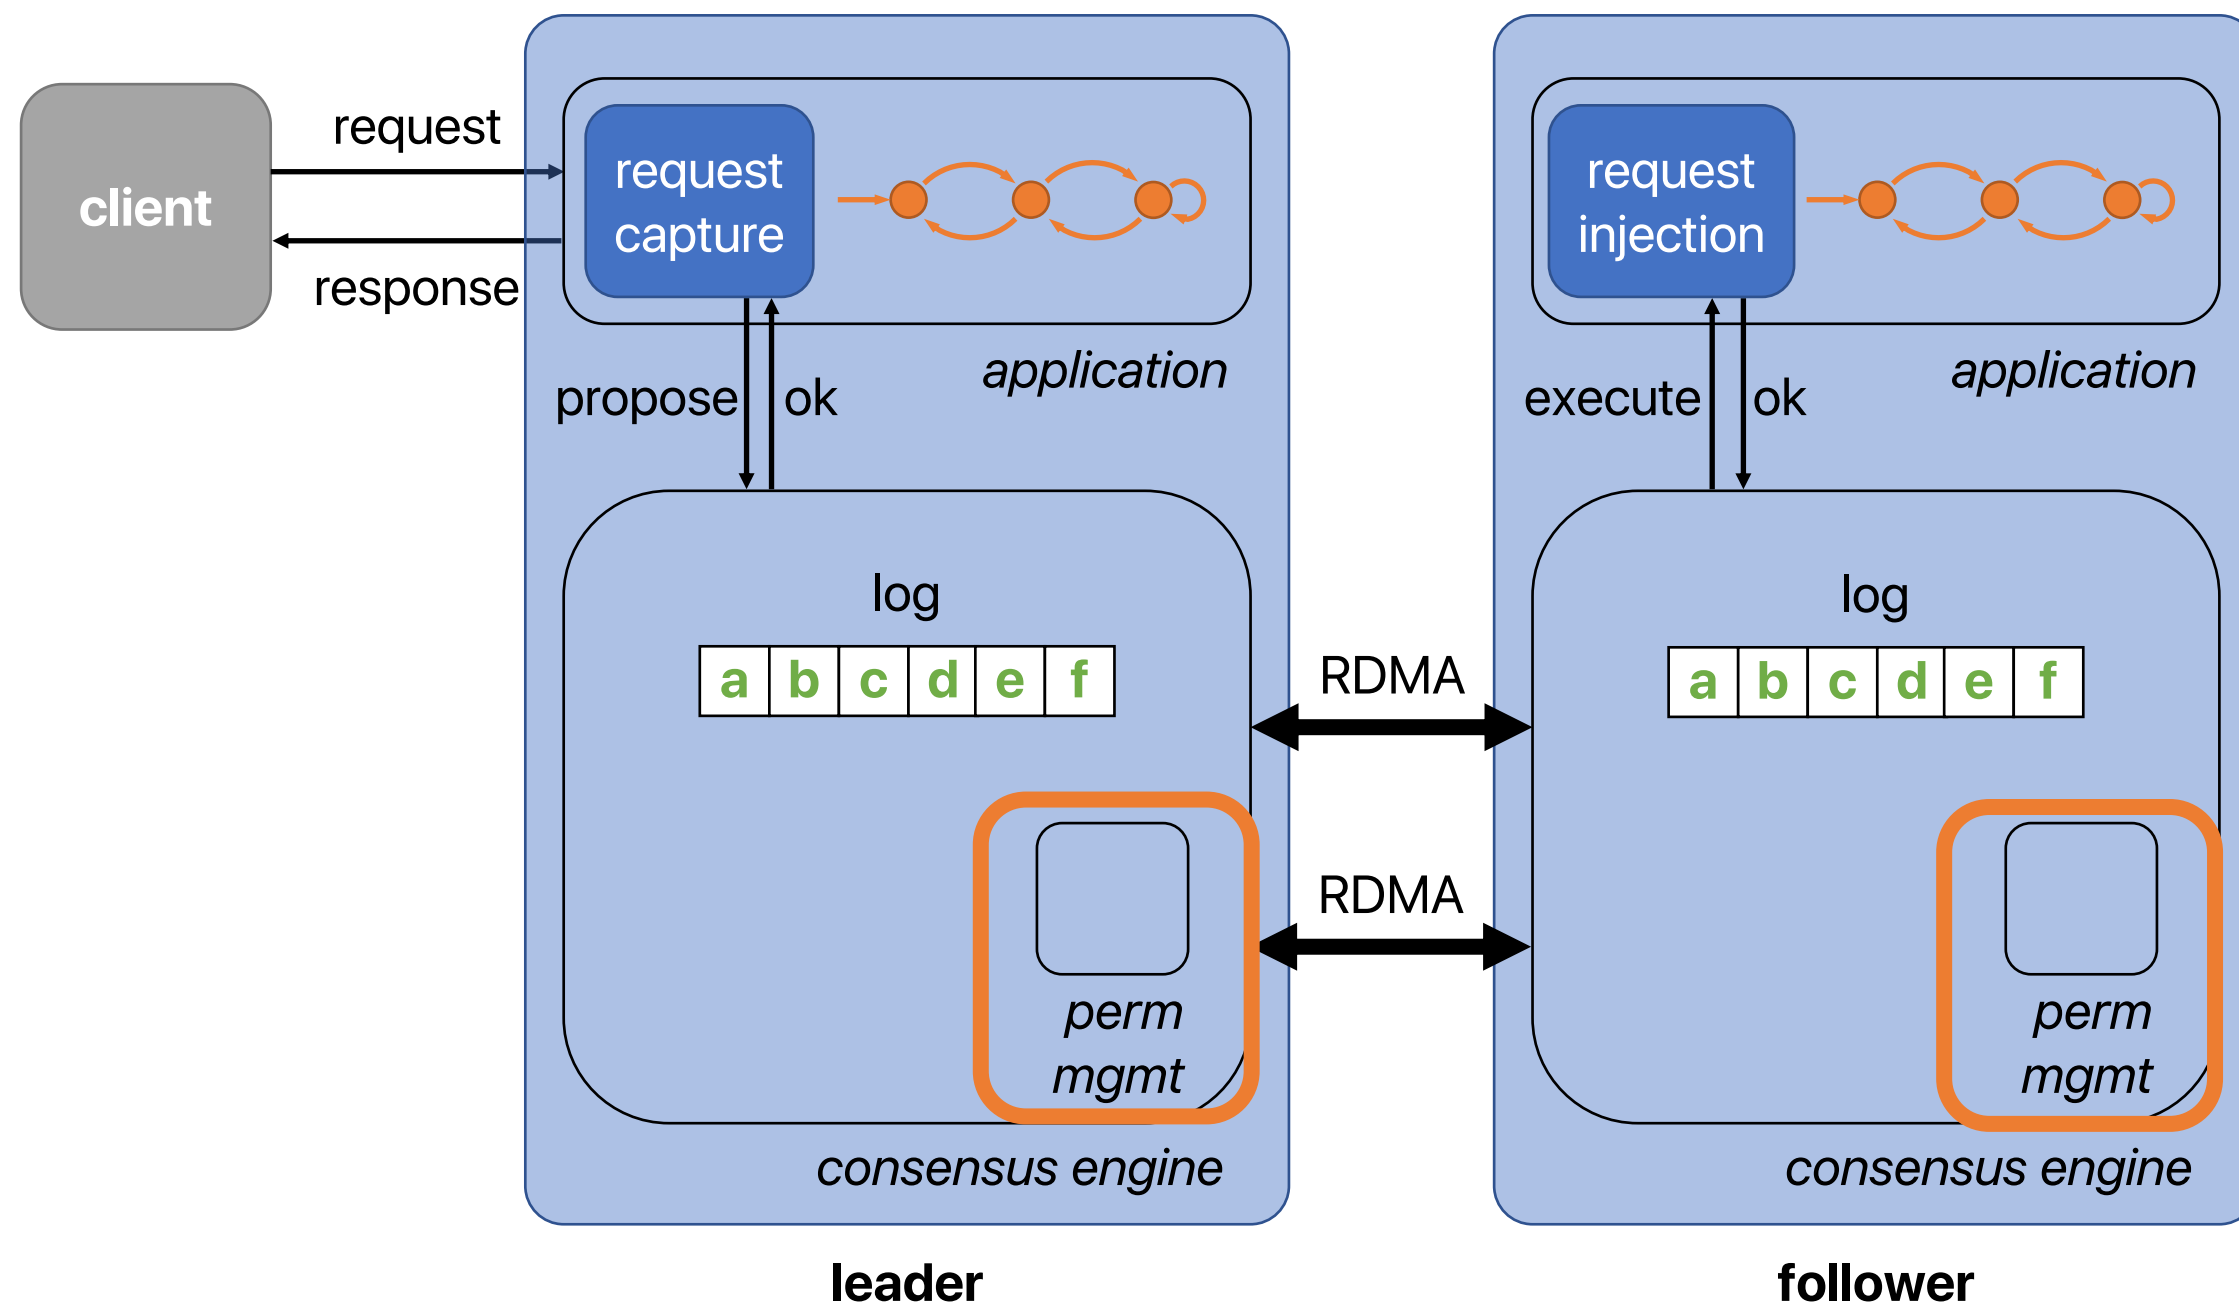 client
request
response
request
capture
application
propose
ok
log
a b c d e f
perm
mgmt
consensus engine
leader
RDMA
RDMA
request
injection
application
execute
ok
log
a b c d e f
perm
mgmt
consensus engine
follower